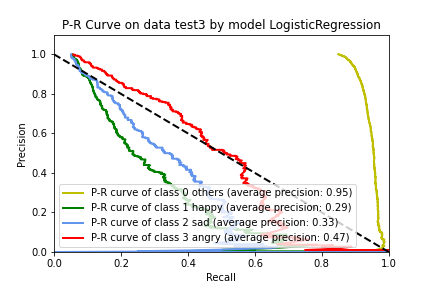 P-R Curve on data test3 by model LogisticRegression
1.0
0.8
0.6
0.4
0.2
0.0
Precision
P-R curve of class 0 others (average precision: 0.95)
P-R curve of class 1 happy (average precision: 0.29)
P-R curve of class 2 sad (average precision: 0.33)
P-R curve of class 3 angry (average precision: 0.47)
0.0 0.2 0.4 0.6 0.8 1.0
Recall